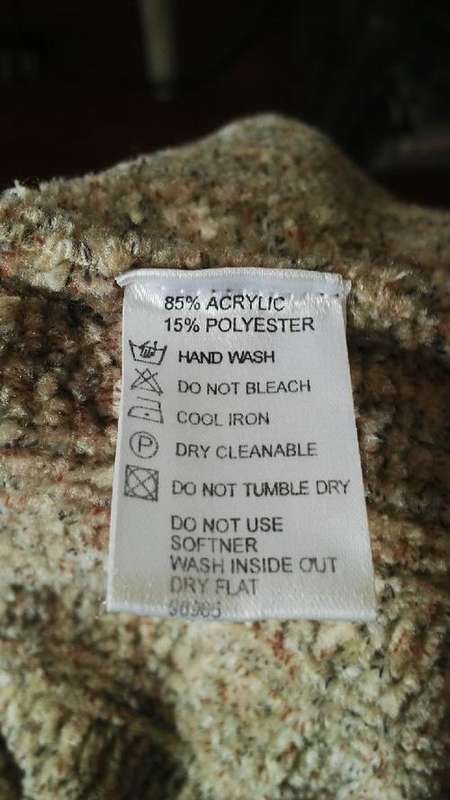 85% ACRYLIC
15% POLYESTER
HAND WASH
DO NOT BLEACH
COOL IRON
P DRY CLEANABLE
DO NOT TUMBLE DRY
DO NOT USE
SOFTNER
WASH INSIDE OUT
DRY FLAT